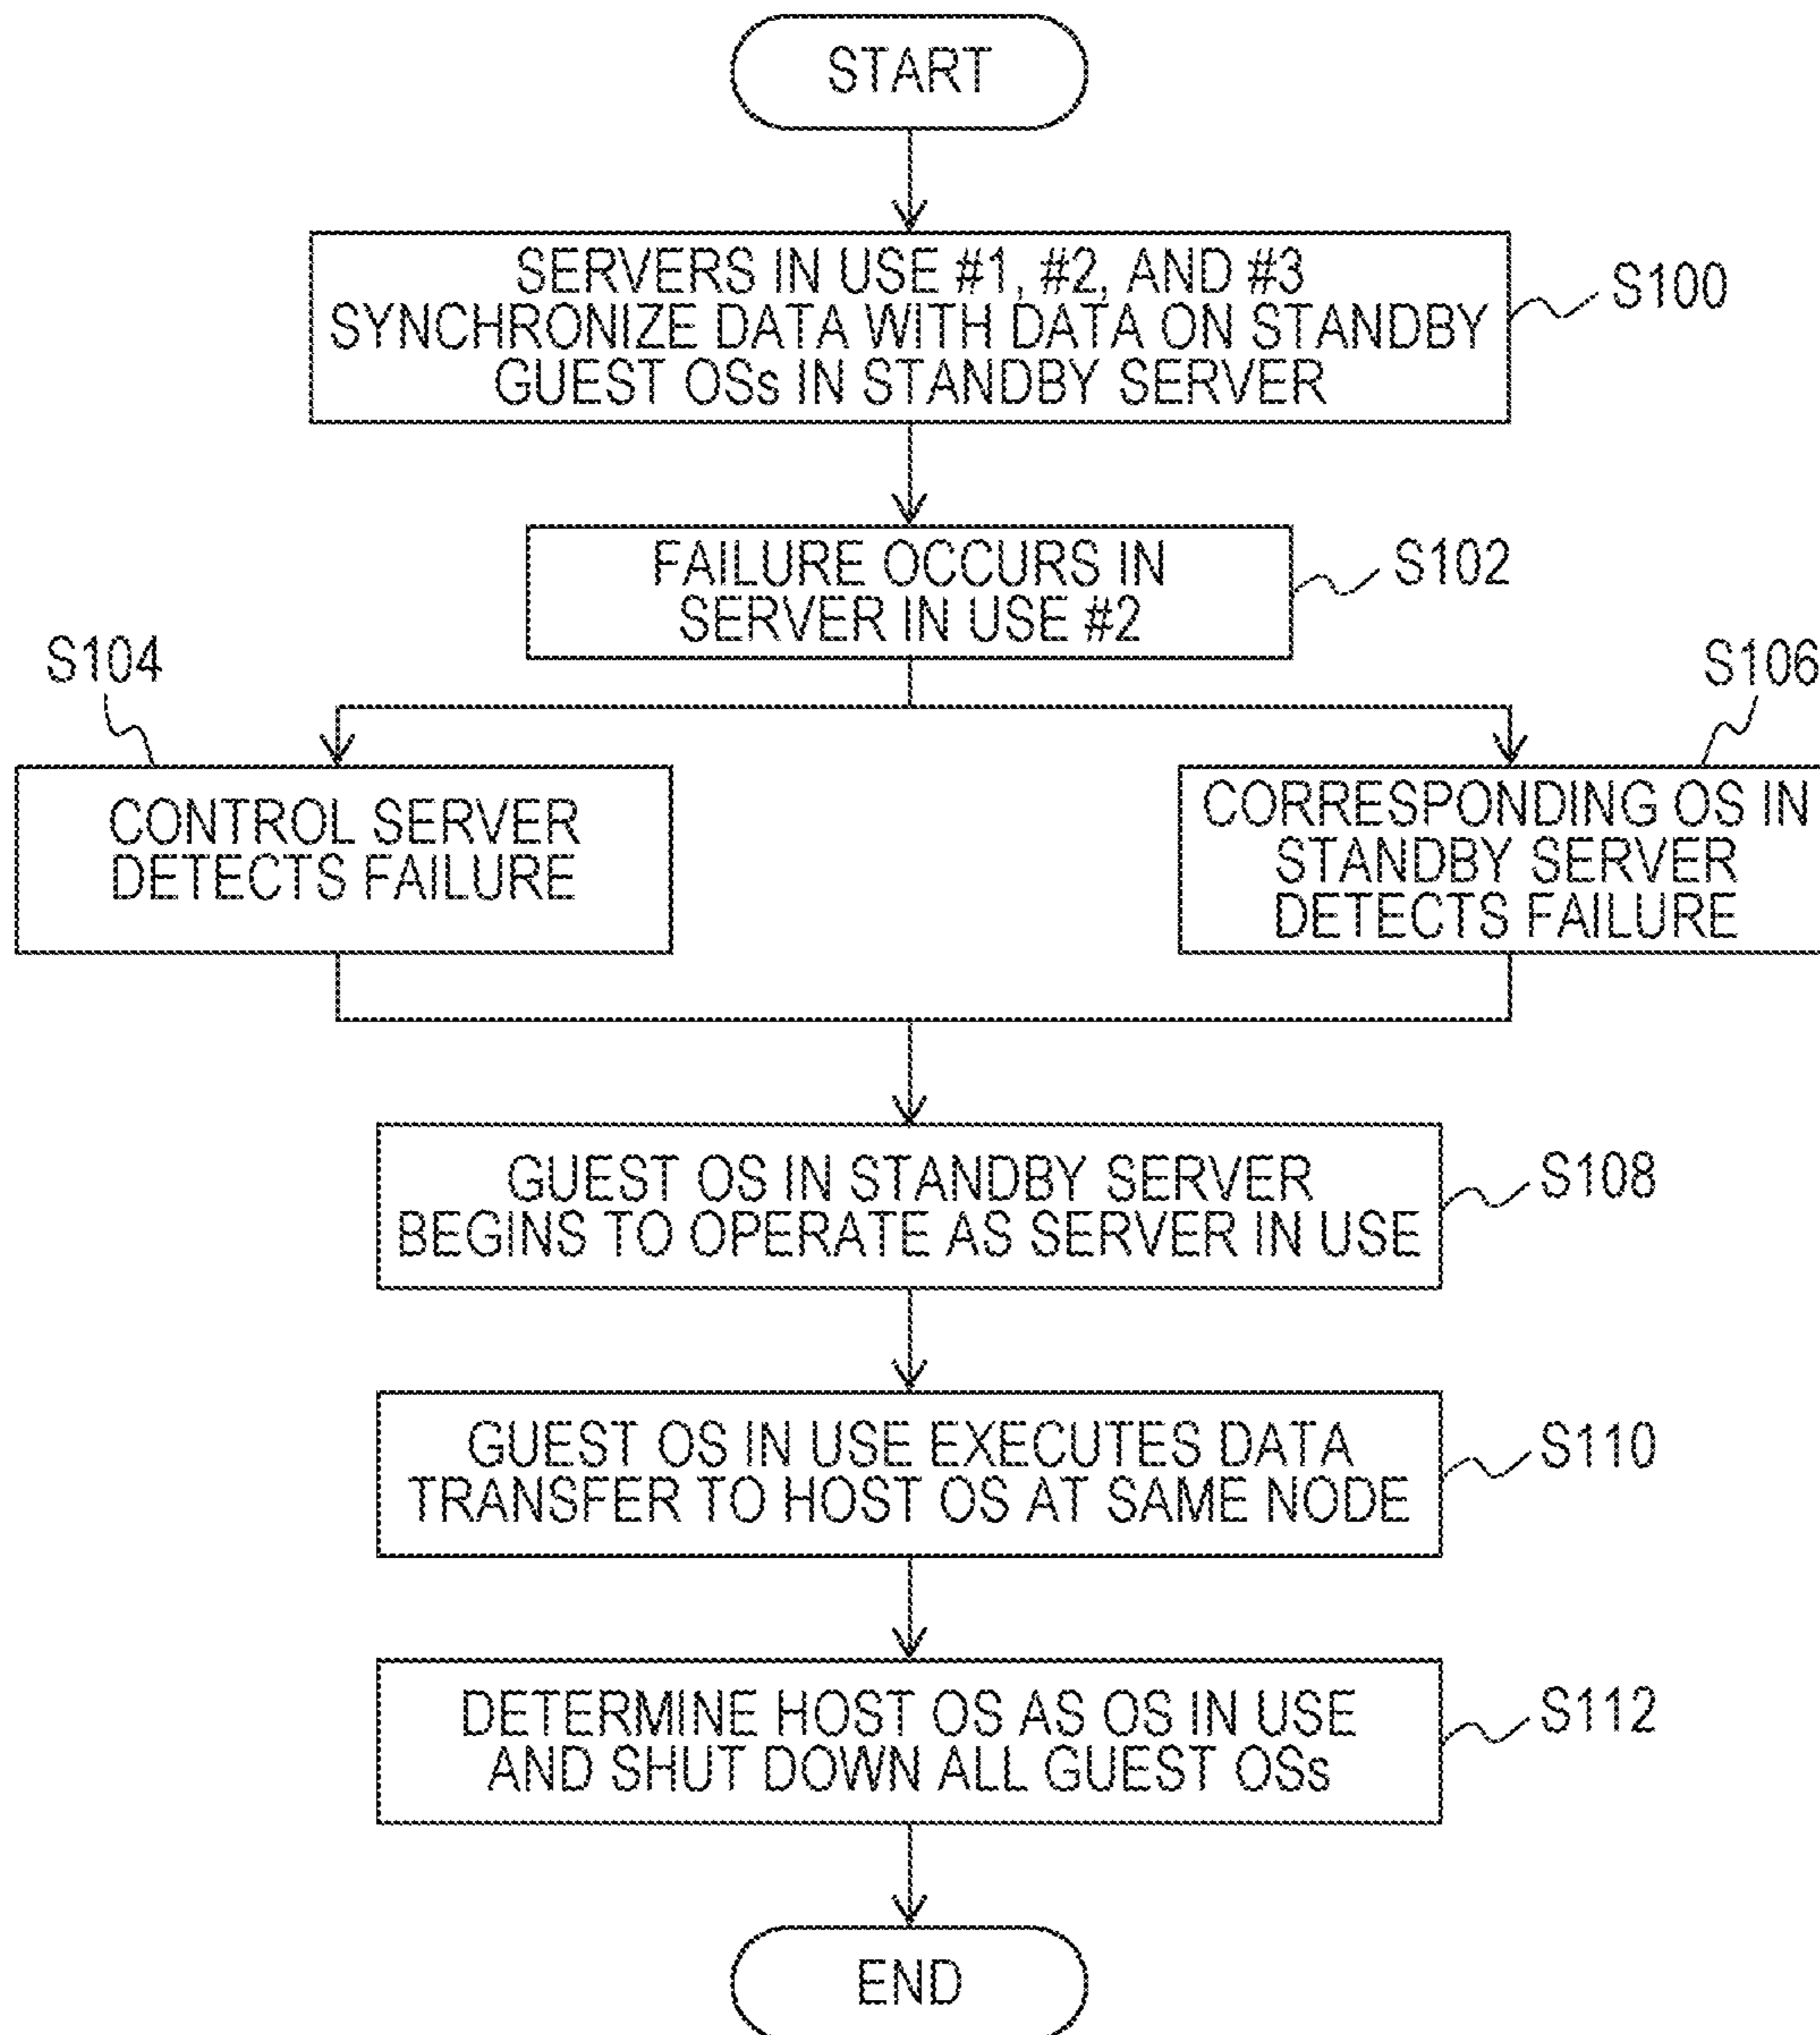 START
SERVERS IN USE #1, #2, AND #3
SYNCHRONIZE DATA WITH DATA ON STANDBY
GUEST OSs IN STANDBY SERVER
S100
FAILURE OCCURS IN
SERVER IN USE #2
S102
S104
CONTROL SERVER
DETECTS FAILURE
S106
CORRESPONDING OS IN
STANDBY SERVER
DETECTS FAILURE
GUEST OS IN STANDBY SERVER
BEGINS TO OPERATE AS SERVER IN USE
S108
GUEST OS IN USE EXECUTES DATA
TRANSFER TO HOST OS AT SAME NODE
S110
DETERMINE HOST OS AS OS IN USE
AND SHUT DOWN ALL GUEST OSs
S112
END